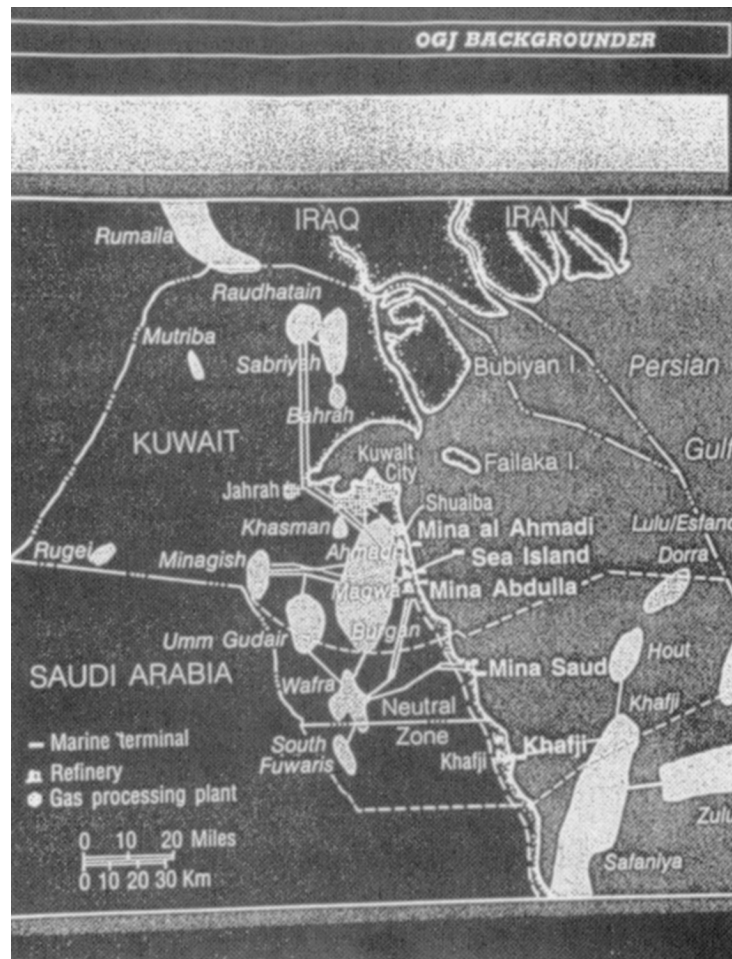 OGJ BACKGROUNDER
IRAQ
IRAN
Rumaila
Raudhatain
Mutriba
Sabriyah
Bubiyan I.
Persian
Bahrah
KUWAIT
Kuwait
City
Failaka I.
Gulf
Jahrah
Shuaiba
Khasman
Mina al Ahmadi
Lulu/Esfand
Rugei
Minagish
Ahmadi
Sea Island
Dorra
Magwa
Mina Abdulla
Umm Gudair
Burgan
Hout
SAUDI ARABIA
Mina Saud
Wafra
Neutral
Zone
Khafji
Marine terminal
South
Fuwaris
Khafji
Khafji
Refinery
Gas processing plant
Zulu
0 10 20 Miles
0 10 20 30 Km
Safaniya